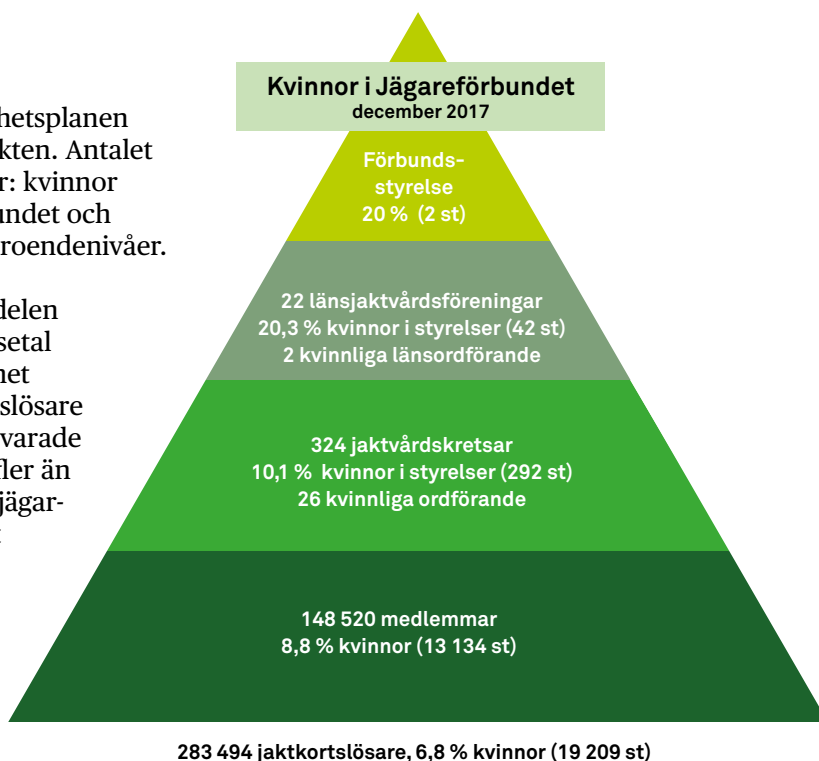 hetsplanen
kten. Antalet
r: kvinnor
undet och
roendenivåer.
delen
setal
het
slösare
varade
fler än
jägar-
Kvinnor i Jägareförbundet
december 2017
Förbunds-
styrelse
20 % (2 st)
22 länsjaktvårdsföreningar
20,3 % kvinnor i styrelser (42 st)
2 kvinnliga länsordförande
324 jaktvårdskretsar
10,1 % kvinnor i styrelser (292 st)
26 kvinnliga ordförande
148 520 medlemmar
8,8 % kvinnor (13 134 st)
283 494 jaktkortslösare, 6,8 % kvinnor (19 209 st)